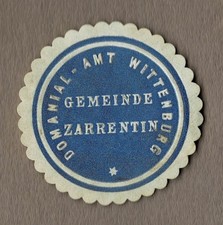 DOMANIAL-AMT WITTENBURG
GEMEINDE
ZARRENTIN